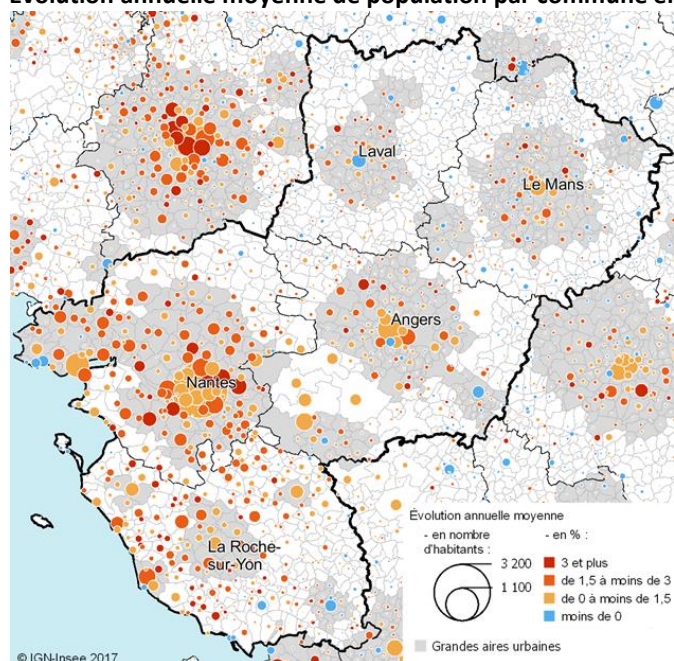 Évolution annuelle moyenne de population par commune e
Laval
Le Mans
Angers
Nantes
La Roche-
sur-Yon
Évolution annuelle moyenne
- en nombre
d'habitants :
3 200
1 100
- en % :
3 et plus
de 1,5 à moins de 3
de 0 à moins de 1,5
moins de 0
Grandes aires urbaines
© IGN-Insee 2017